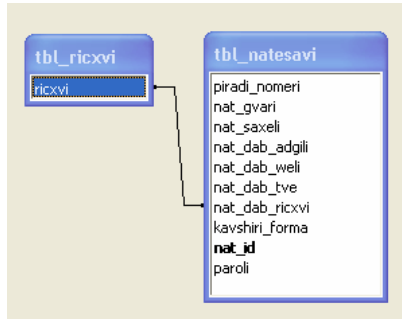 tbl_ricxvi
ricxvi
tbl_natesavi
piradi_nomeri
nat_gvari
nat_saxeli
nat_dab_adgili
nat_dab_weli
nat_dab_tve
nat_dab_ricxvi
kavshiri_forma
nat_id
paroli